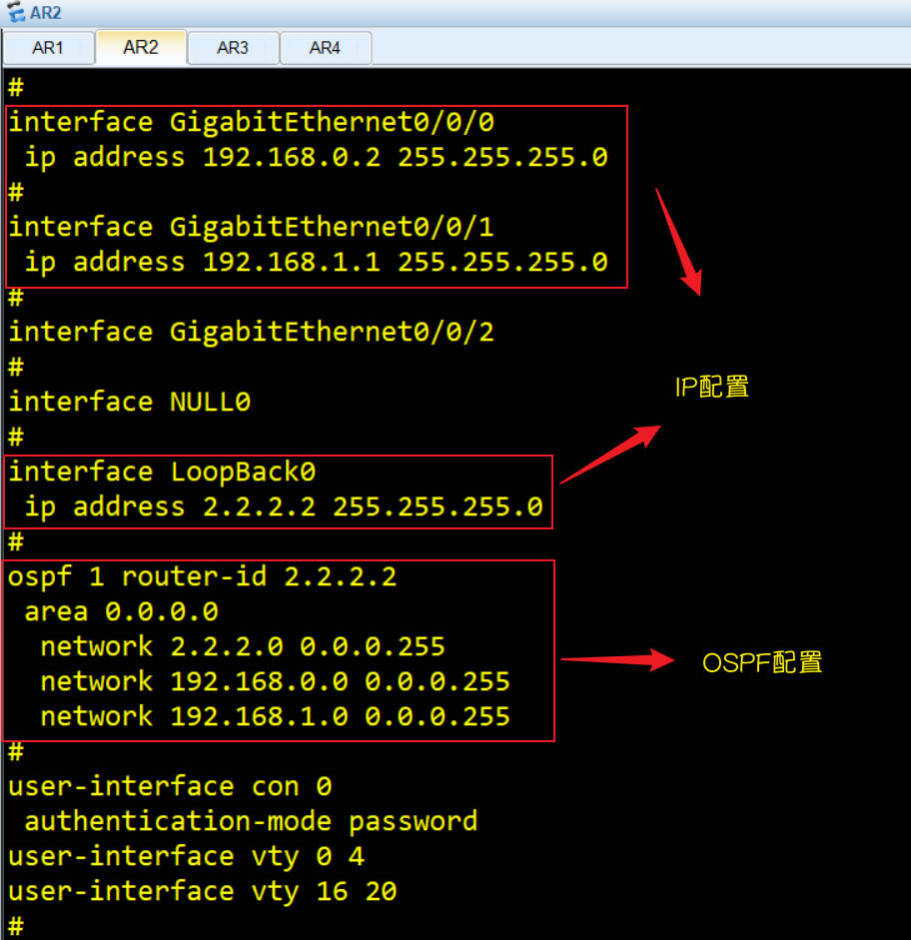 AR2
AR1
AR2
AR3
AR4
#
interface GigabitEthernet0/0/0
ip address 192.168.0.2 255.255.255.0
#
interface GigabitEthernet0/0/1
ip address 192.168.1.1 255.255.255.0
#
interface GigabitEthernet0/0/2
#
interface NULL0
#
IP配置
interface LoopBack0
ip address 2.2.2.2 255.255.255.0
#
ospf 1 router-id 2.2.2.2
area 0.0.0.0
network 2.2.2.0 0.0.0.255
network 192.168.0.0 0.0.0.255
network 192.168.1.0 0.0.0.255
OSPF配置
#
user-interface con 0
authentication-mode password
user-interface vty 0 4
user-interface vty 16 20
#